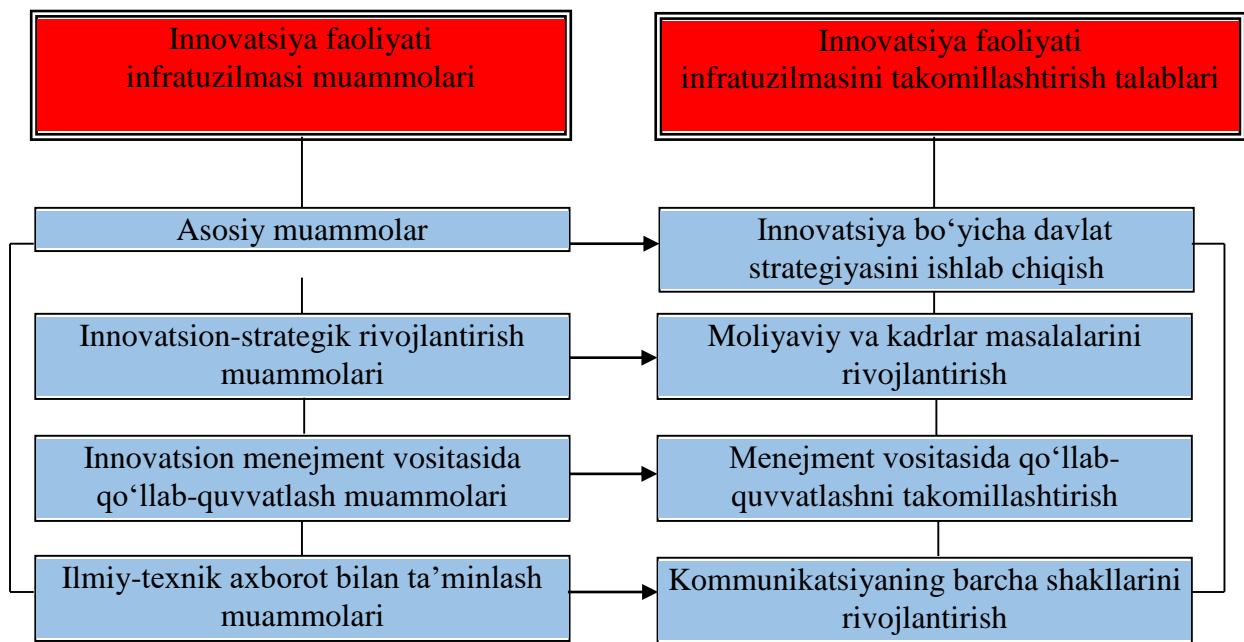 Innovatsiya faoliyati
infratuzilmasi muammolari
Innovatsiya faoliyati
infratuzilmasini takomillashtirish talablari
Asosiy muammolar
Innovatsiya bo‘yicha davlat
strategiyasini ishlab chiqish
Innovatsion-strategik rivojlantirish
muammolari
Moliyaviy va kadrlar masalalarini
rivojlantirish
Innovatsion menejment vositasida
qo‘llab-quvvatlash muammolari
Menejment vositasida qo‘llab-
quvvatlashni takomillashtirish
Ilmiy-texnik axborot bilan ta’minlash
muammolari
Kommunikatsiyaning barcha shakllarini
rivojlantirish